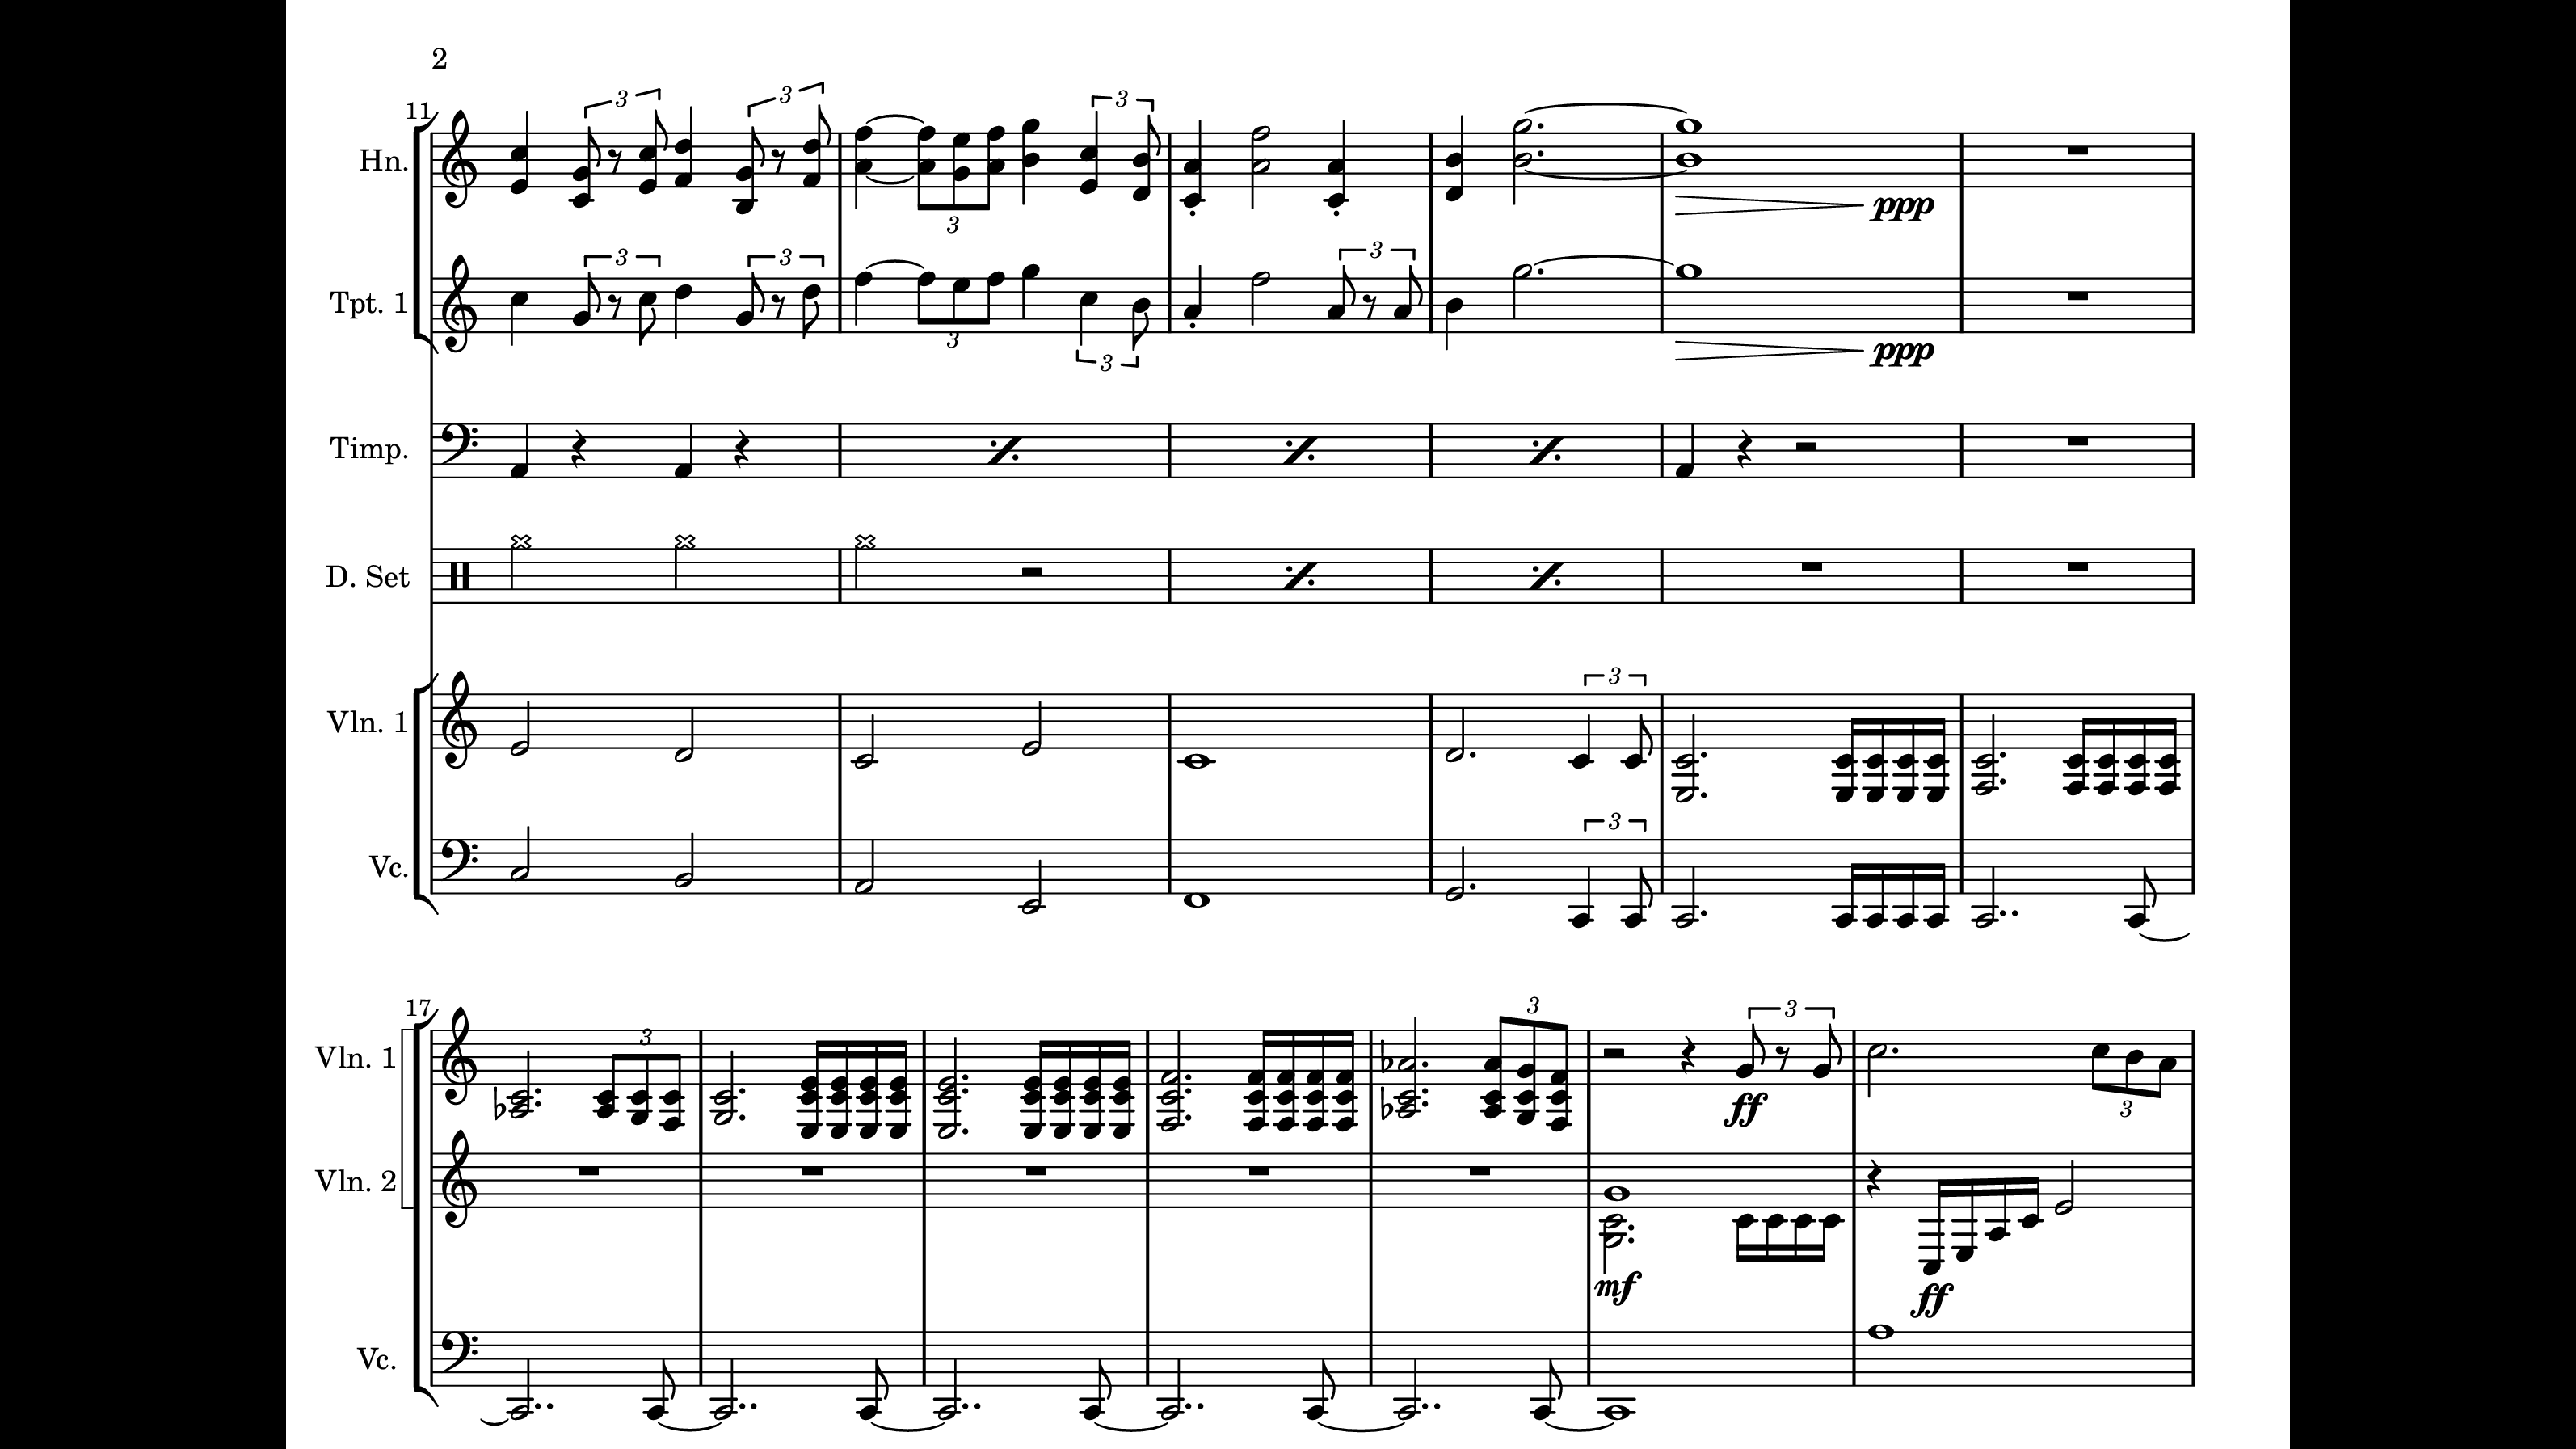 2
11
3 3 3
Hn.
3
ppp
3 3 3
Tpt. 1
3 3
ppp
Timp.
D. Set
3
Vln. 1
3
Vc.
17
3 3 3
Vln. 1
ff
3
Vln. 2
mf
ff
Vc.